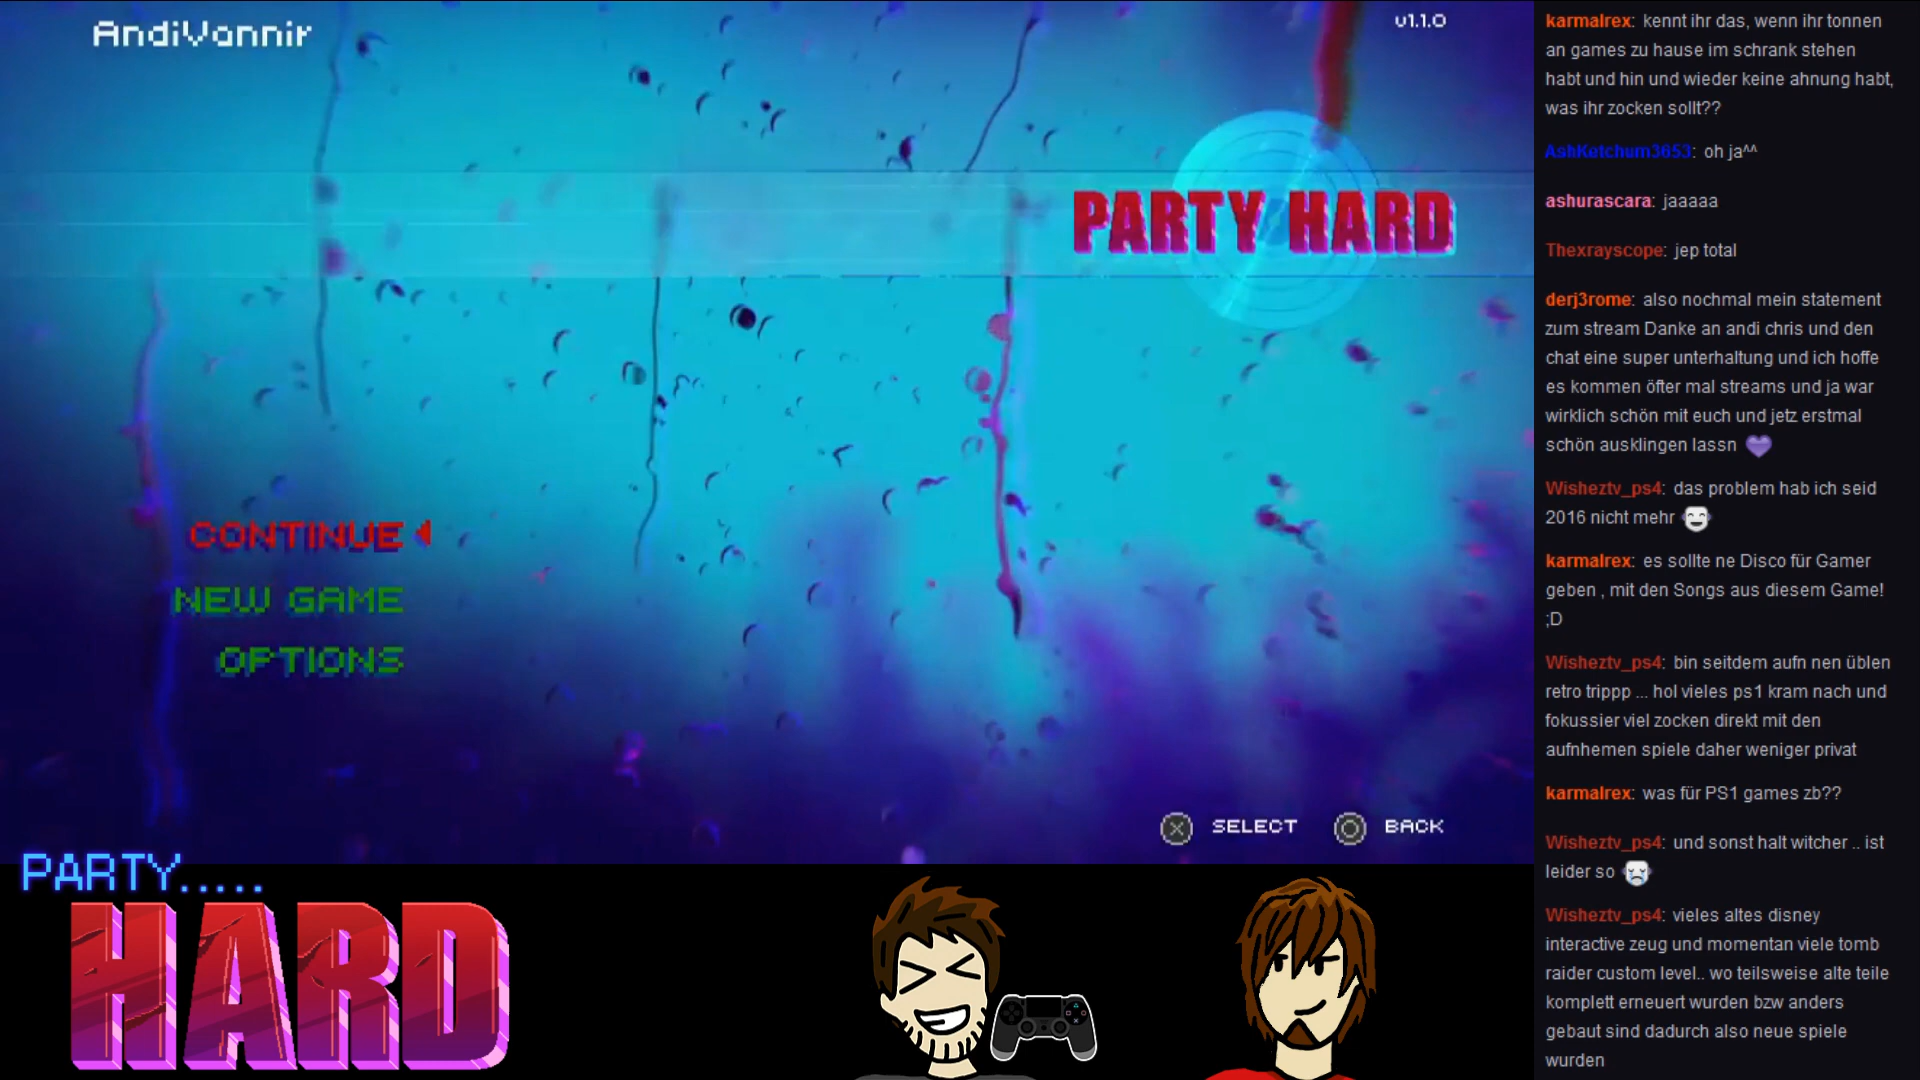 AndiVannir
v1.1.0
PARTY HARD
CONTINUE
NEW GAME
OPTIONS
SELECT
BACK
PARTY.....
HARD
karmalrex: kennt ihr das, wenn ihr tonnen
an games zu hause im schrank stehen
habt und hin und wieder keine ahnung habt,
was ihr zocken sollt??
AshKetchum3653: oh ja^^
ashurascara: jaaaaa
Thexrayscope: jep total
derj3rome: also nochmal mein statement
zum stream Danke an andi chris und den
chat eine super unterhaltung und ich hoffe
es kommen öfter mal streams und ja war
wirklich schön mit euch und jetz erstmal
schön ausklingen lassn
Wisheztv_ps4: das problem hab ich seid
2016 nicht mehr
karmalrex: es sollte ne Disco für Gamer
geben , mit den Songs aus diesem Game!
;D
Wisheztv_ps4: bin seitdem aufn nen üblen
retro trippp ... hol vieles ps1 kram nach und
fokussier viel zocken direkt mit den
aufnhemen spiele daher weniger privat
karmalrex: was für PS1 games zb??
Wisheztv_ps4: und sonst halt witcher .. ist
leider so
Wisheztv_ps4: vieles altes disney
interactive zeug und momentan viele tomb
raider custom level.. wo teilsweise alte teile
komplett erneuert wurden bzw anders
gebaut sind dadurch also neue spiele
wurden